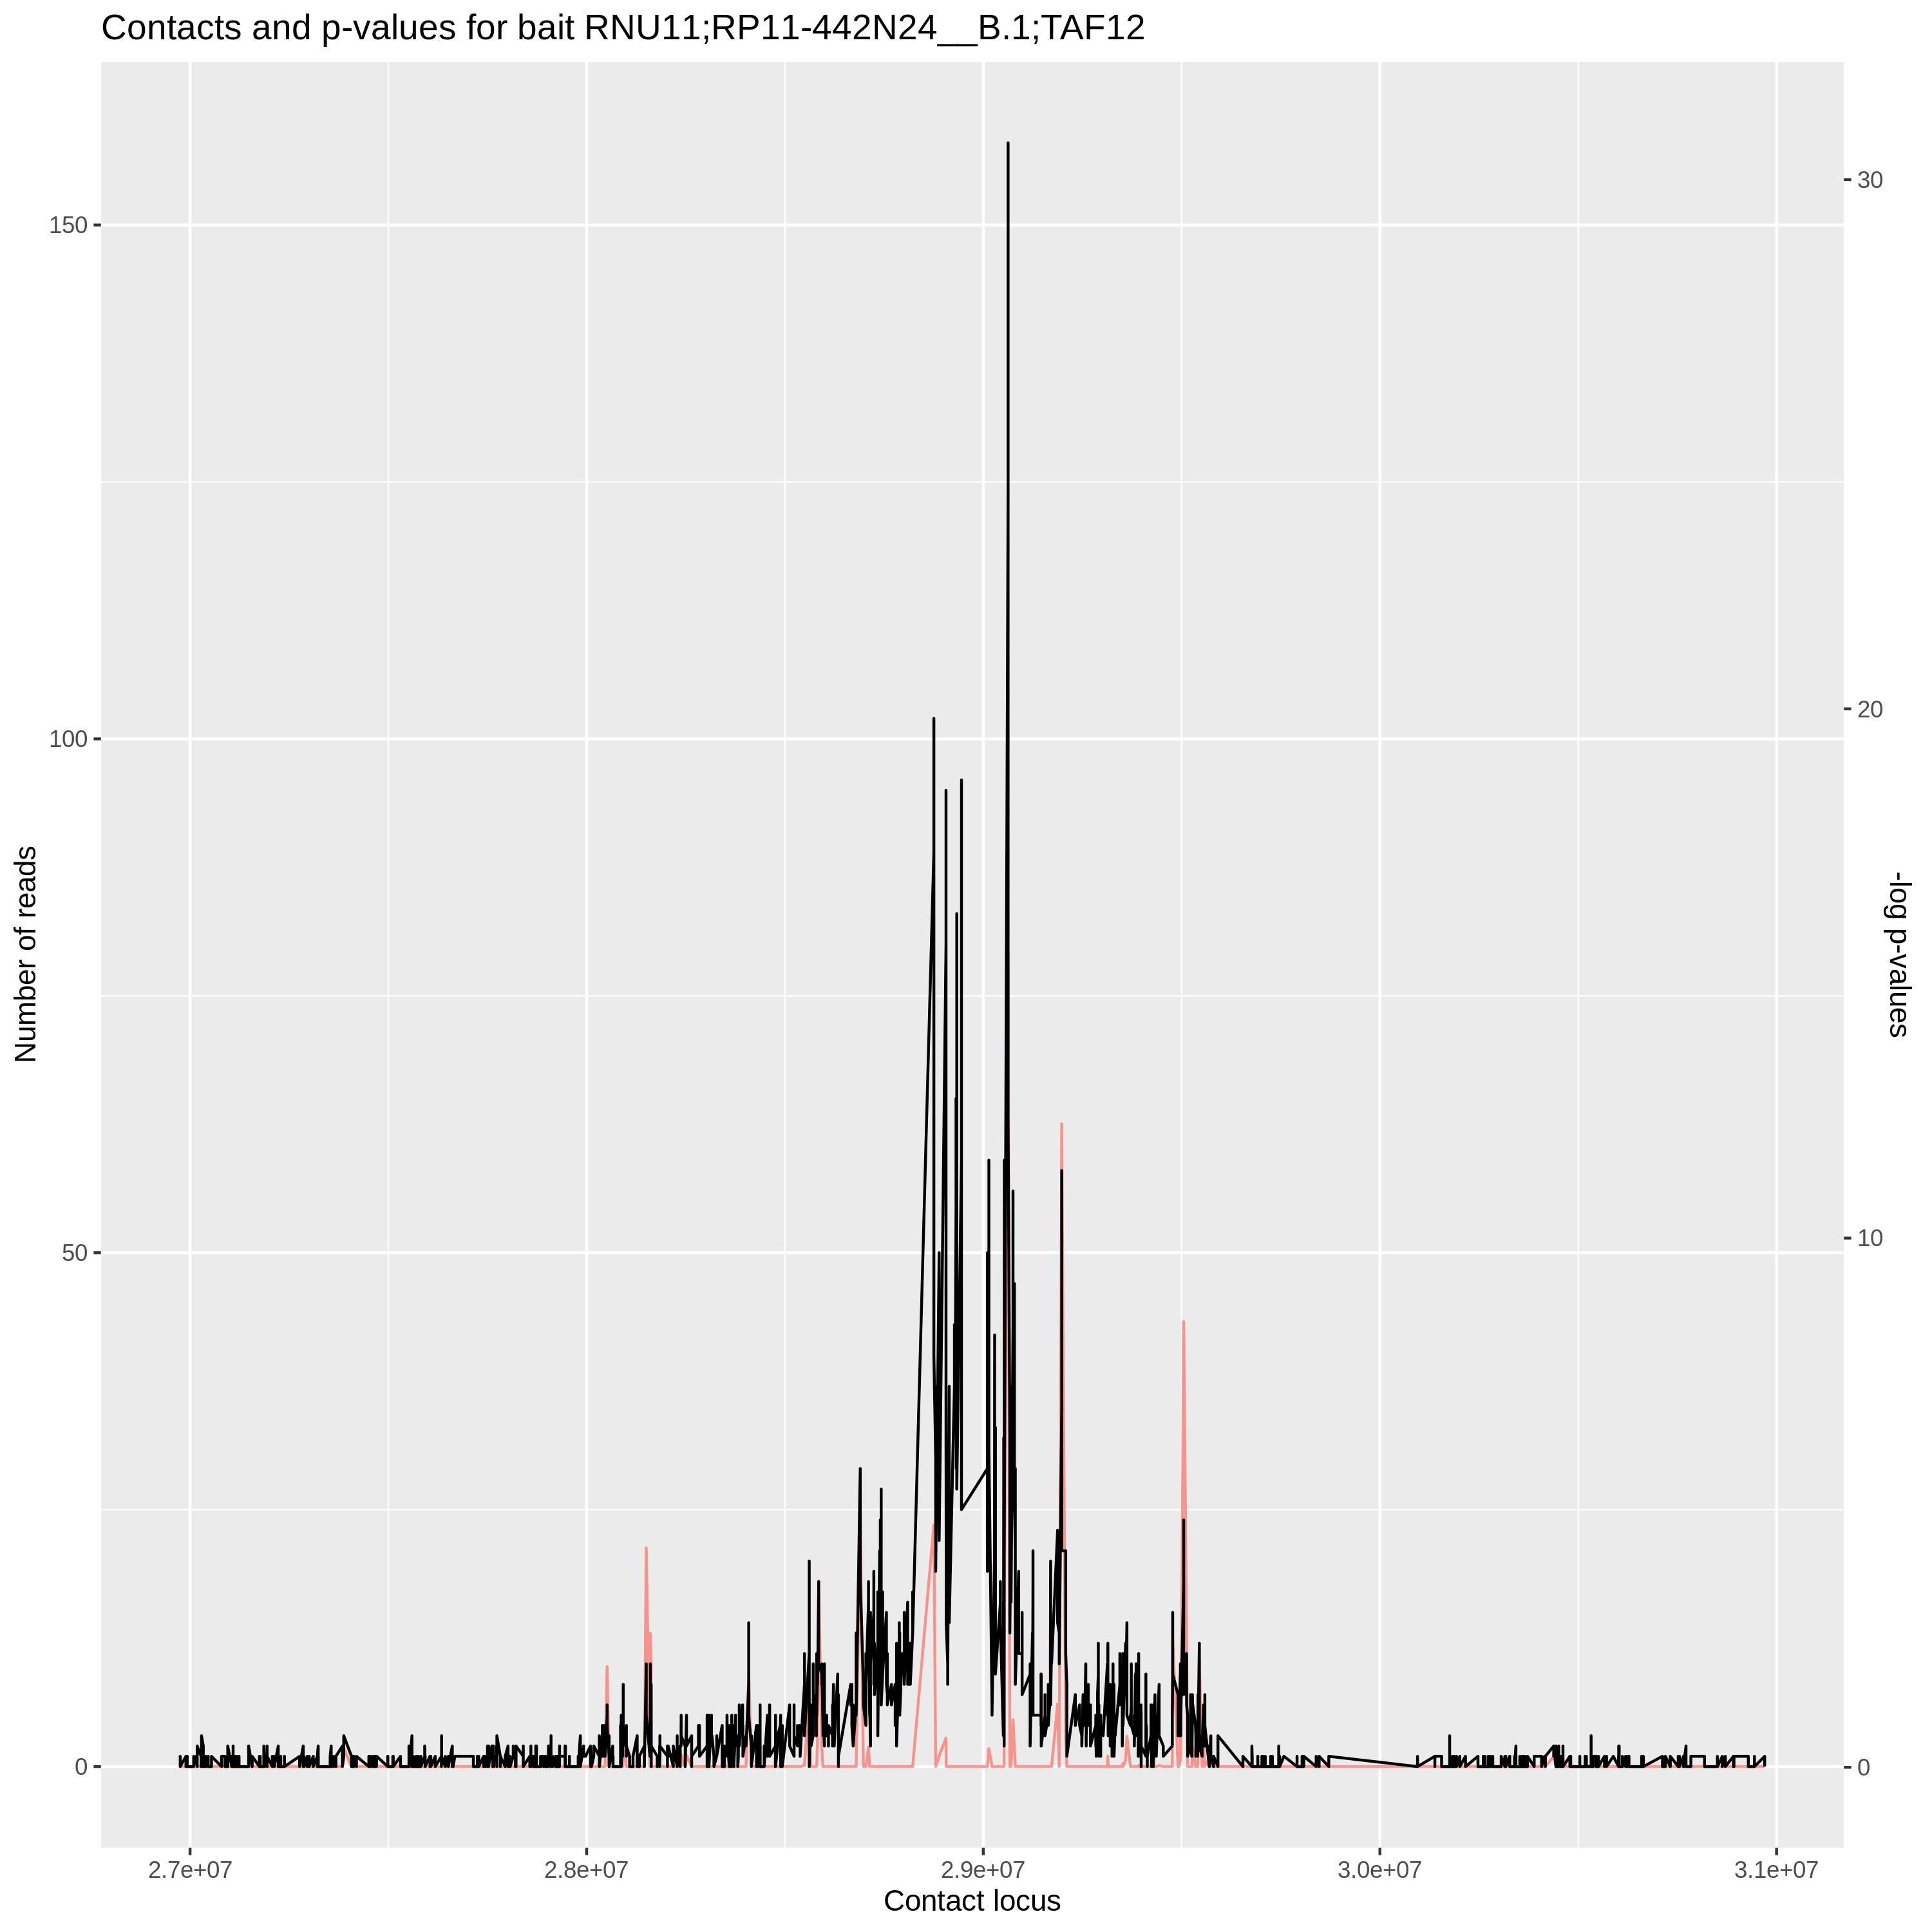 Contacts and p-values for bait RNU11;RP11-442N24__B.1;TAF12
150
100
50
0
Number of reads
30
20
10
0
-log p-values
2.7e+07
2.8e+07
2.9e+07
3.0e+07
3.1e+07
Contact locus